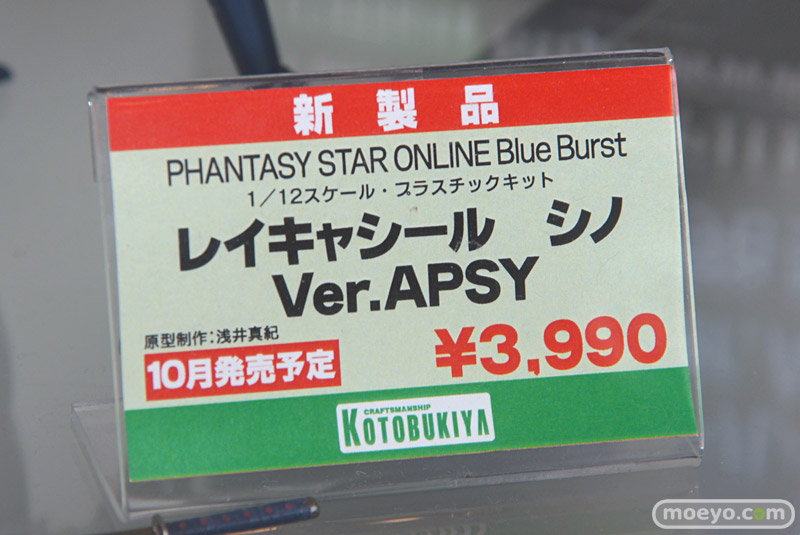 新製品
PHANTASY STAR ONLINE Blue Burst
1/12スケール・プラスチックキット
レイキャシール　シノ
Ver.APSY
原型制作：浅井真紀
10月発売予定
¥3,990
CRAFTSMANSHIP
KOTOBUKIYA
moeyo.com